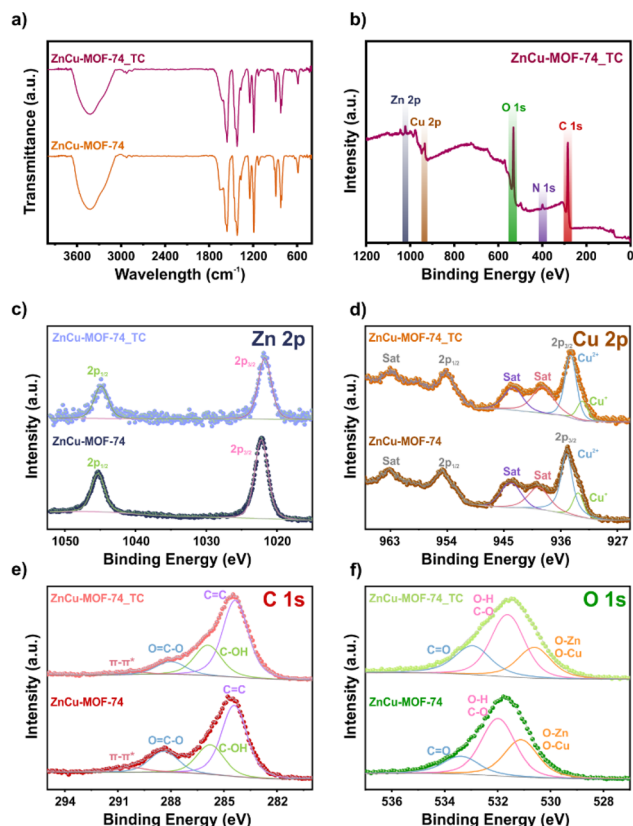 a)
ZnCu-MOF-74_TC
ZnCu-MOF-74
Transmittance (a.u.)
3600 3000 2400 1800 1200 600
Wavelength (cm⁻¹)
b)
ZnCu-MOF-74_TC
Zn 2p
Cu 2p
O 1s
N 1s
C 1s
Intensity (a.u.)
1200 1000 800 600 400 200 0
Binding Energy (eV)
c)
Zn 2p
ZnCu-MOF-74_TC
2p₁/₂
2p₃/₂
ZnCu-MOF-74
2p₁/₂
2p₃/₂
Intensity (a.u.)
1050 1040 1030 1020
Binding Energy (eV)
d)
Cu 2p
ZnCu-MOF-74_TC
Sat
2p₁/₂
Sat
Sat
2p₃/₂
Cu²⁺
Cu⁺
ZnCu-MOF-74
Sat
2p₁/₂
Sat
Sat
2p₃/₂
Cu²⁺
Cu⁺
Intensity (a.u.)
963 954 945 936 927
Binding Energy (eV)
e)
C 1s
ZnCu-MOF-74_TC
C=C
O=C-O
C-OH
π-π*
ZnCu-MOF-74
C=C
O=C-O
C-OH
π-π*
Intensity (a.u.)
294 291 288 285 282
Binding Energy (eV)
f)
O 1s
ZnCu-MOF-74_TC
O-H
C-O
C=O
O-Zn
O-Cu
ZnCu-MOF-74
O-H
C-O
C=O
O-Zn
O-Cu
Intensity (a.u.)
536 534 532 530 528
Binding Energy (eV)